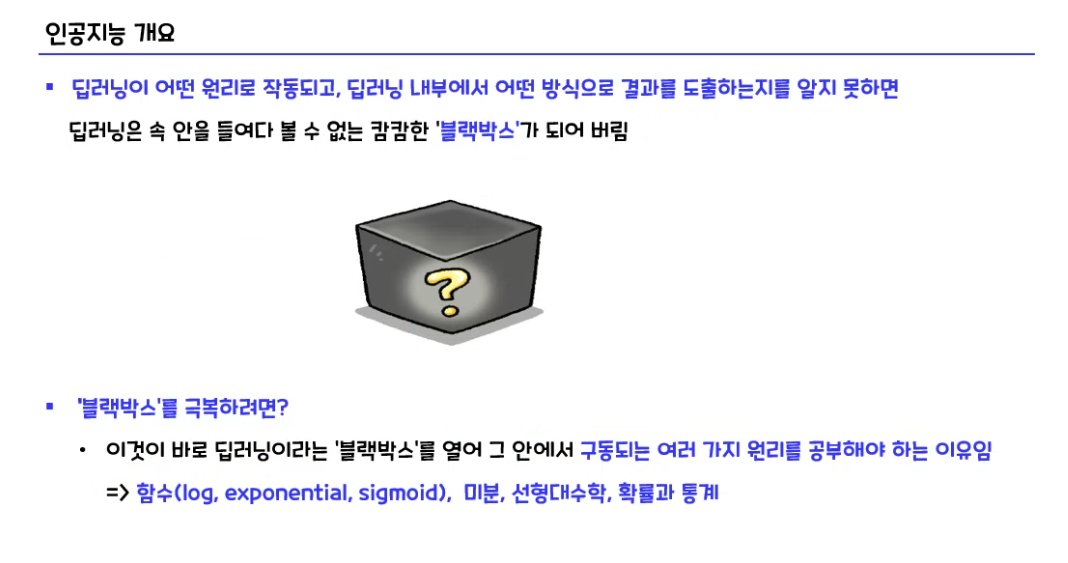 인공지능 개요
▪ 딥러닝이 어떤 원리로 작동되고, 딥러닝 내부에서 어떤 방식으로 결과를 도출하는지를 알지 못하면
딥러닝은 속 안을 들여다 볼 수 없는 캄캄한 '블랙박스'가 되어 버림
?
▪ '블랙박스'를 극복하려면?
• 이것이 바로 딥러닝이라는 '블랙박스'를 열어 그 안에서 구동되는 여러 가지 원리를 공부해야 하는 이유임
=> 함수(log, exponential, sigmoid), 미분, 선형대수학, 확률과 통계